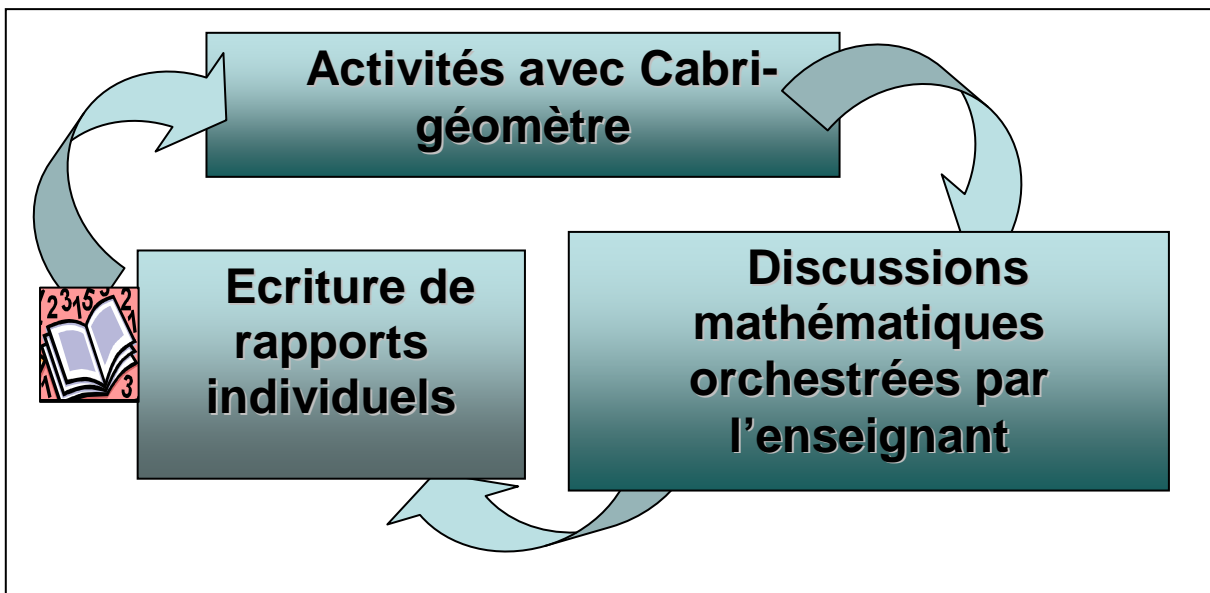 Activités avec Cabri-
géomètre
Ecriture de
rapports
individuels
Discussions
mathématiques
orchestrées par
l’enseignant